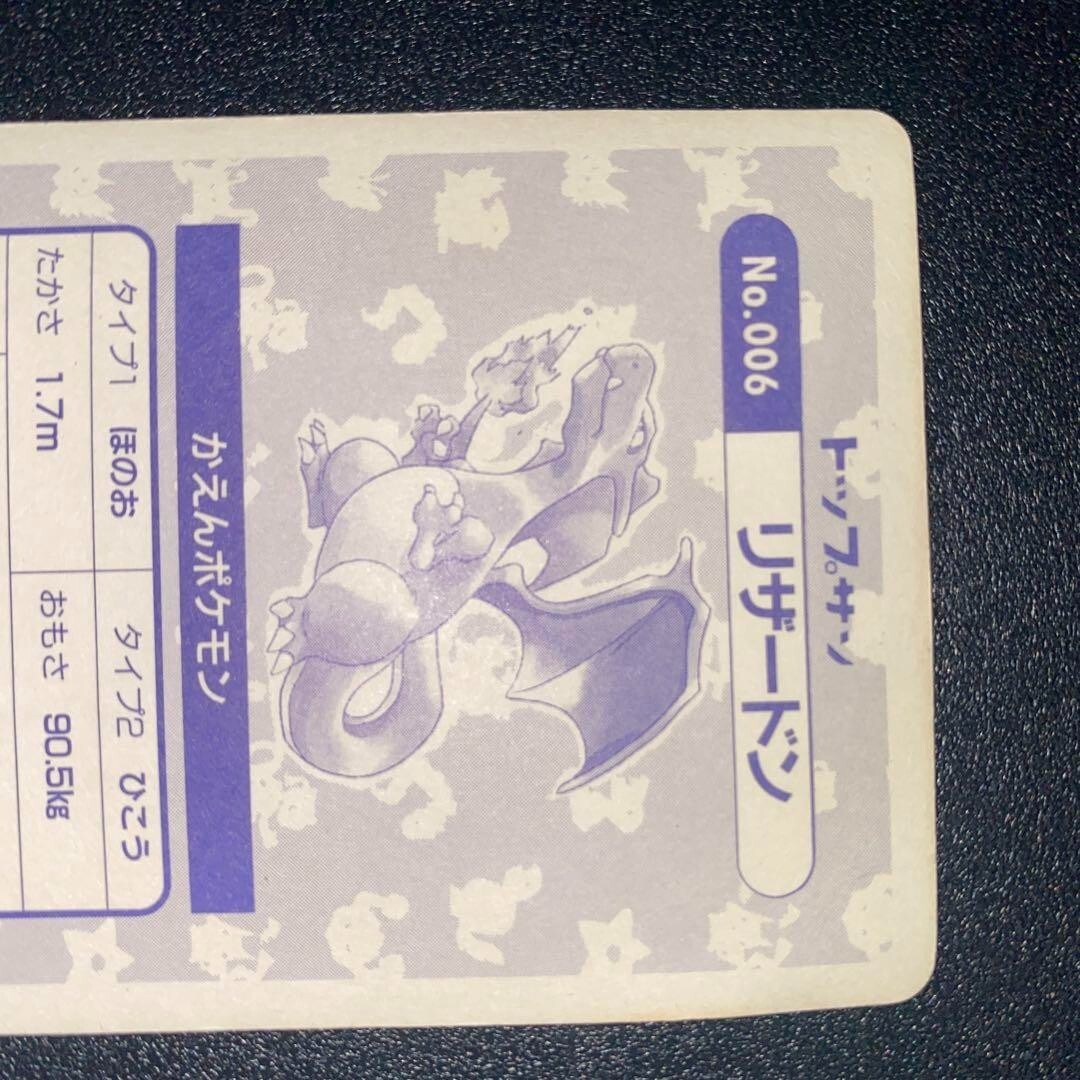 トップサン
No.006 リザードン
かえんポケモン
タイプ1 ほのお タイプ2 ひこう
たかさ 1.7m おもさ 90.5kg